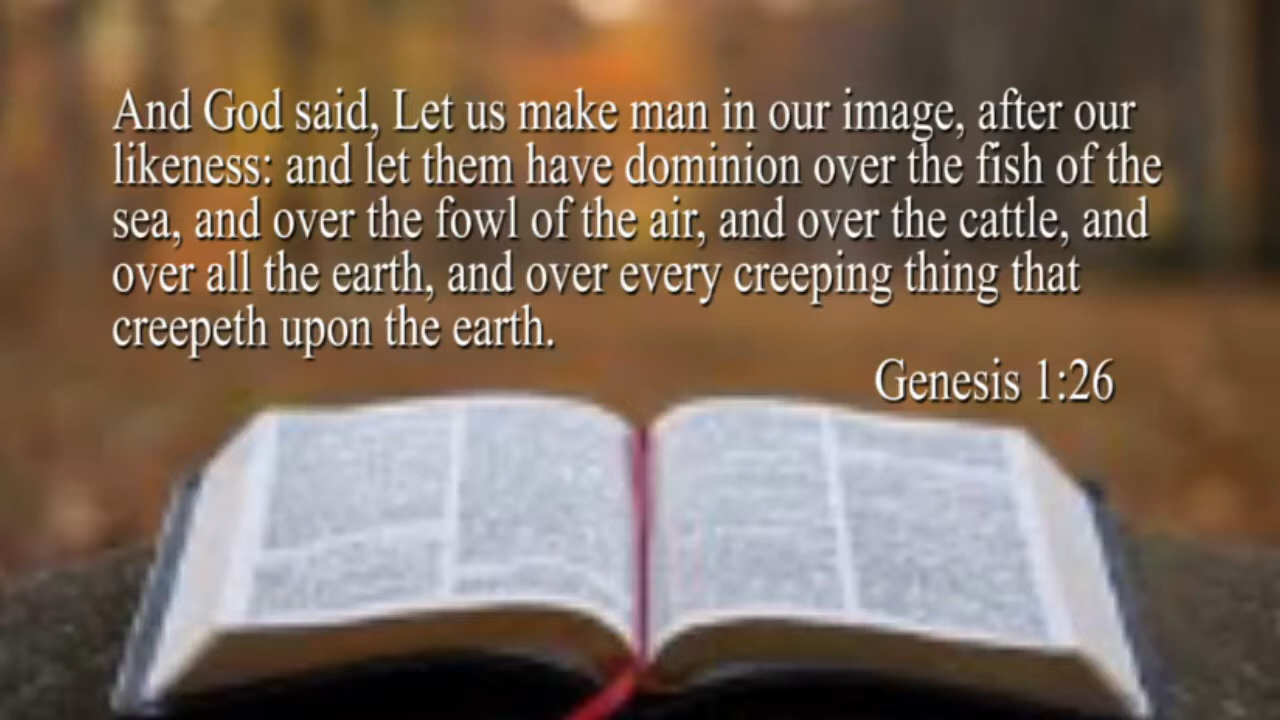 And God said, Let us make man in our image, after our
likeness: and let them have dominion over the fish of the
sea, and over the fowl of the air, and over the cattle, and
over all the earth, and over every creeping thing that
creepeth upon the earth.
Genesis 1:26